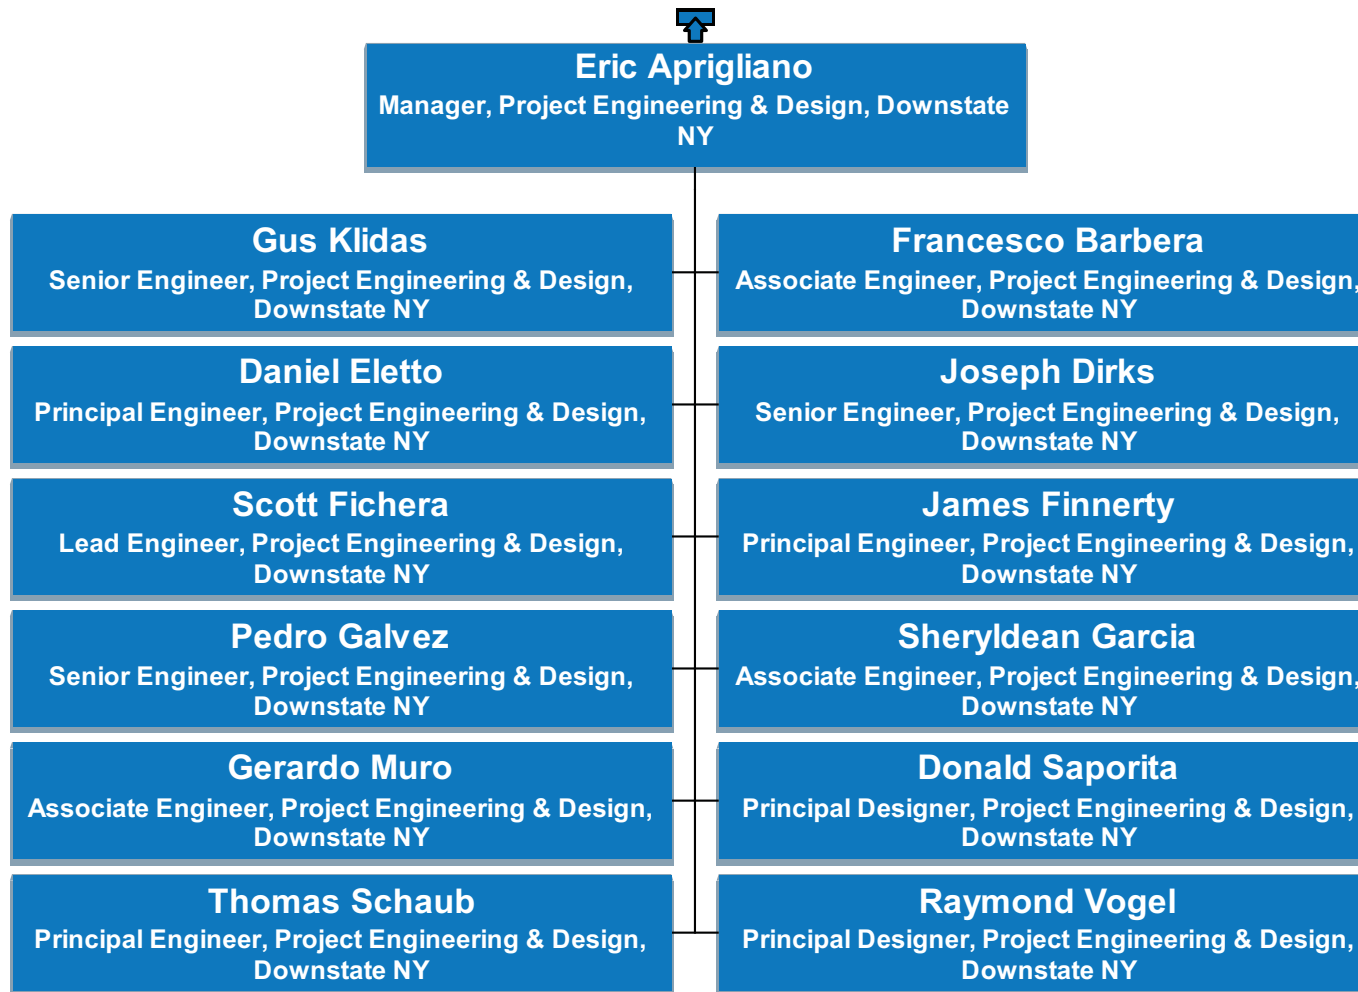 Eric Aprigliano
Manager, Project Engineering & Design, Downstate
NY
Gus Klidas
Senior Engineer, Project Engineering & Design,
Downstate NY
Francesco Barbera
Associate Engineer, Project Engineering & Design,
Downstate NY
Daniel Eletto
Principal Engineer, Project Engineering & Design,
Downstate NY
Joseph Dirks
Senior Engineer, Project Engineering & Design,
Downstate NY
Scott Fichera
Lead Engineer, Project Engineering & Design,
Downstate NY
James Finnerty
Principal Engineer, Project Engineering & Design,
Downstate NY
Pedro Galvez
Senior Engineer, Project Engineering & Design,
Downstate NY
Sheryldean Garcia
Associate Engineer, Project Engineering & Design,
Downstate NY
Gerardo Muro
Associate Engineer, Project Engineering & Design,
Downstate NY
Donald Saporita
Principal Designer, Project Engineering & Design,
Downstate NY
Thomas Schaub
Principal Engineer, Project Engineering & Design,
Downstate NY
Raymond Vogel
Principal Designer, Project Engineering & Design,
Downstate NY